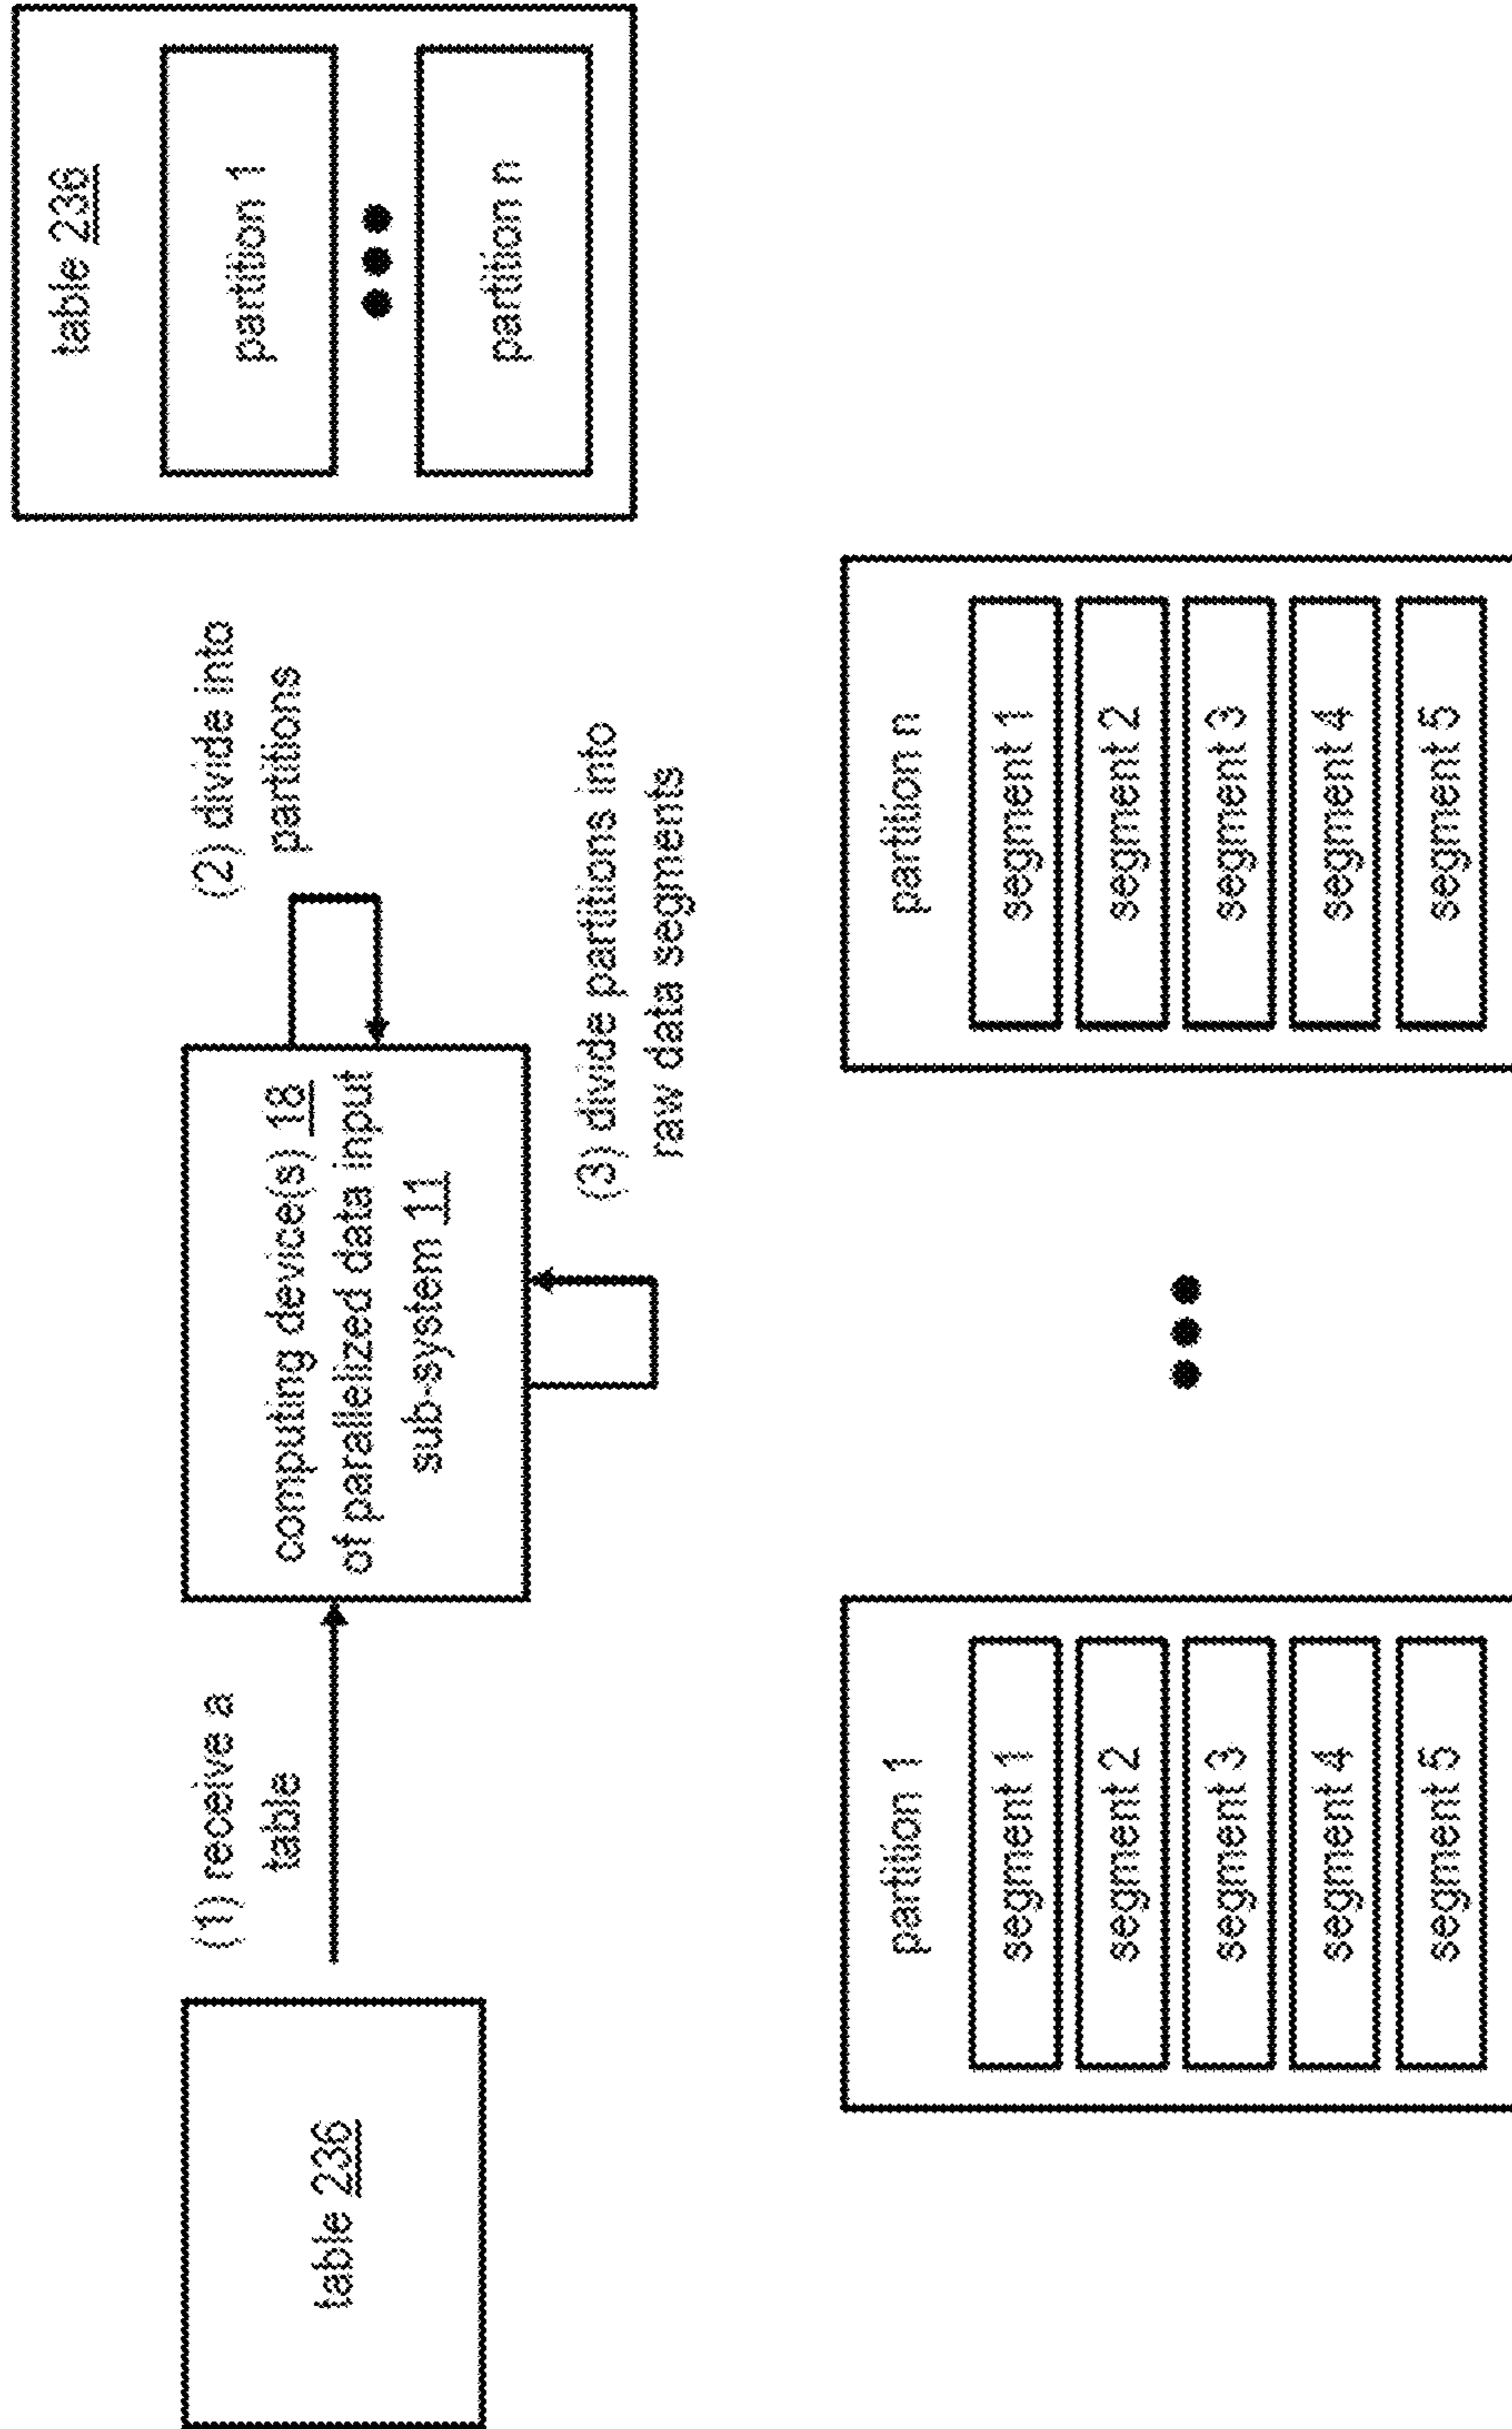 table 236
(1) receive a
table
computing device(s) 18
of parallelized data input
sub-system 11
(2) divide into
partitions
(3) divide partitions into
raw data segments
table 236
partition 1
partition n
partition 1
segment 1
segment 2
segment 3
segment 4
segment 5
partition n
segment 1
segment 2
segment 3
segment 4
segment 5